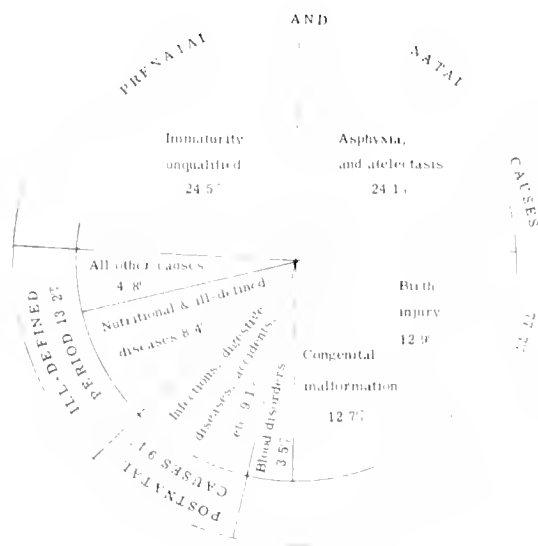 PRENATAL AND NATAL CAUSES 77.7%
Immaturity
unqualified
24.5%
Asphyxia,
and atelectasis
24.1%
Birth
injury
12.9%
Congenital
malformation
12.7%
Blood disorders
3.5%
Infections, digestive
diseases, accidents,
etc 9.1%
Nutritional & ill-defined
diseases 8.4%
All other causes
4.8%
ILL-DEFINED
PERIOD 13.2%
POSTNATAL
CAUSES 9.1%